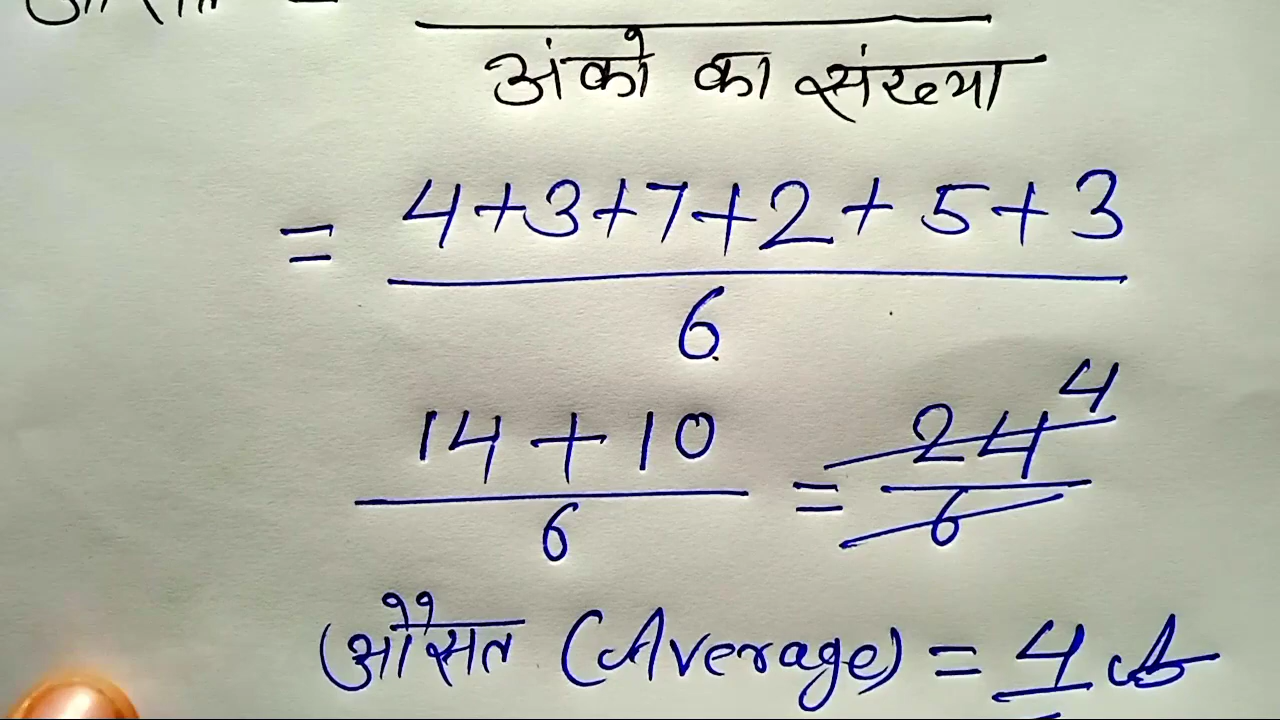 अंको का संख्या
= 4+3+7+2+5+3
6
14+10 = 24 4
6 6
(औसत (Average) = 4